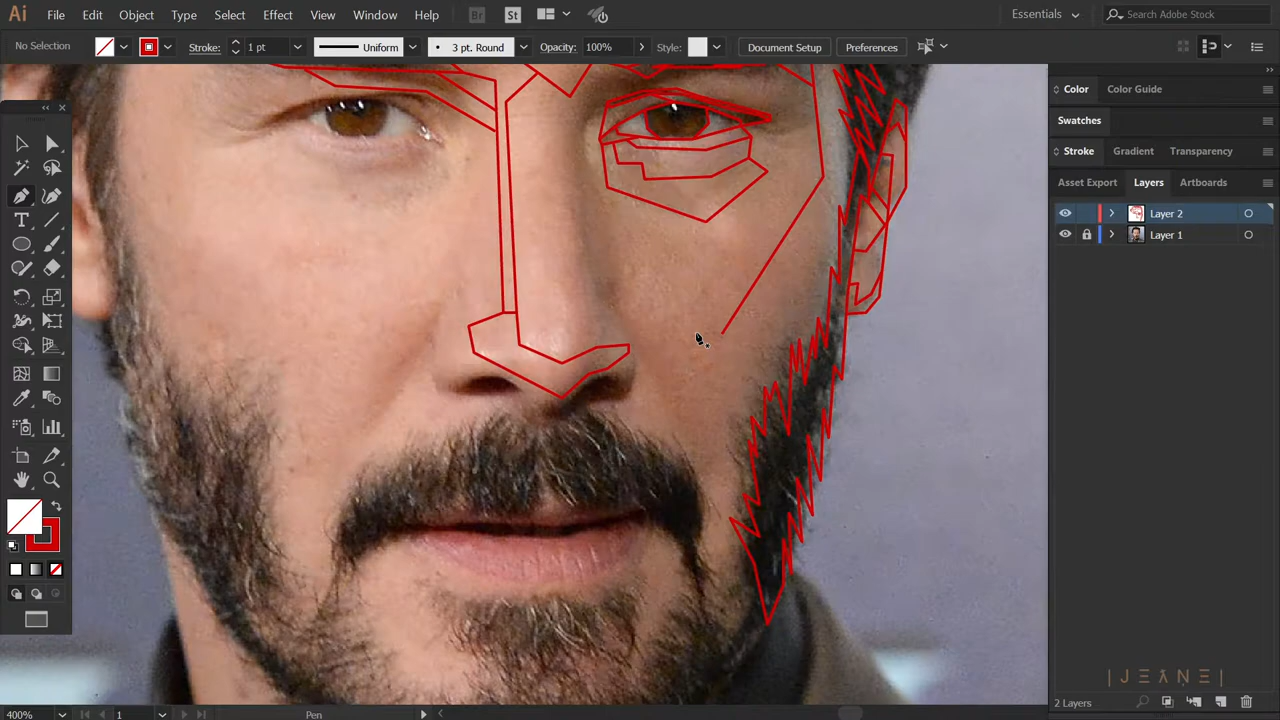 Ai File Edit Object Type Select Effect View Window Help Br St Essentials Search Adobe Stock
No Selection Stroke: 1 pt Uniform 3 pt. Round Opacity: 100% Style: Document Setup Preferences
Color Color Guide
Swatches
Stroke Gradient Transparency
Asset Export Layers Artboards
Layer 2
Layer 1
|JEANE|
2 Layers
400% 1 Pen